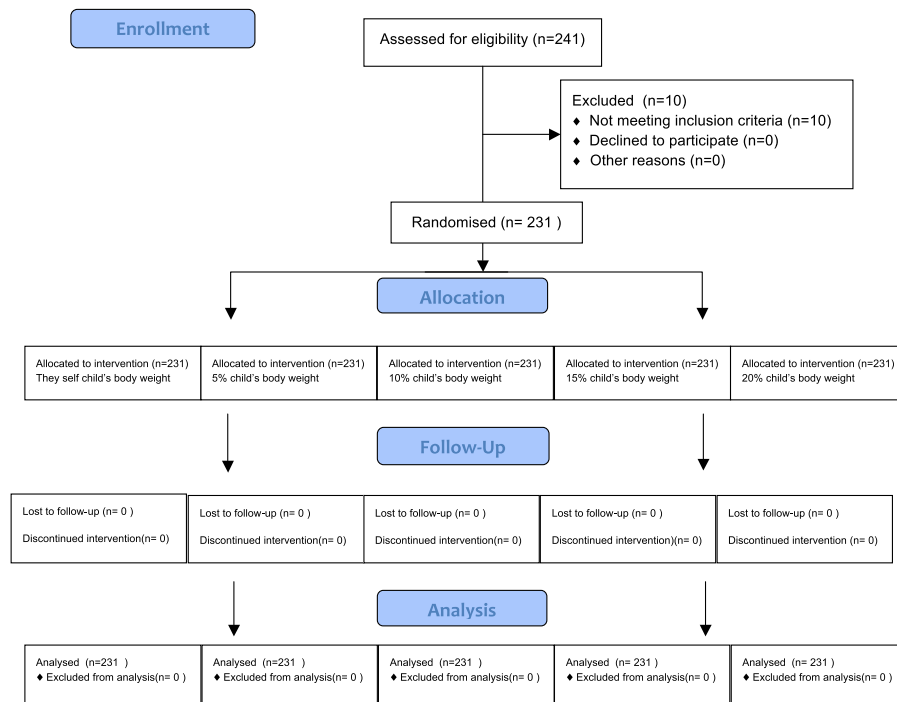 Enrollment
Assessed for eligibility (n=241)
Excluded (n=10)
♦ Not meeting inclusion criteria (n=10)
♦ Declined to participate (n=0)
♦ Other reasons (n=0)
Randomised (n= 231 )
Allocation
Allocated to intervention (n=231)
They self child's body weight
Allocated to intervention (n=231)
5% child's body weight
Allocated to intervention (n=231)
10% child's body weight
Allocated to intervention (n=231)
15% child's body weight
Allocated to intervention (n=231)
20% child's body weight
Follow-Up
Lost to follow-up (n= 0 )
Discontinued intervention(n= 0)
Lost to follow-up (n= 0 )
Discontinued intervention(n= 0)
Lost to follow-up (n= 0 )
Discontinued intervention(n= 0)
Lost to follow-up (n= 0 )
Discontinued intervention)(n= 0)
Lost to follow-up (n= 0 )
Discontinued intervention (n= 0)
Analysis
Analysed (n=231 )
♦ Excluded from analysis(n= 0 )
Analysed (n=231 )
♦ Excluded from analysis(n= 0 )
Analysed (n=231 )
♦ Excluded from analysis(n= 0 )
Analysed (n= 231 )
♦ Excluded from analysis(n= 0 )
Analysed (n= 231 )
♦ Excluded from analysis(n= 0 )